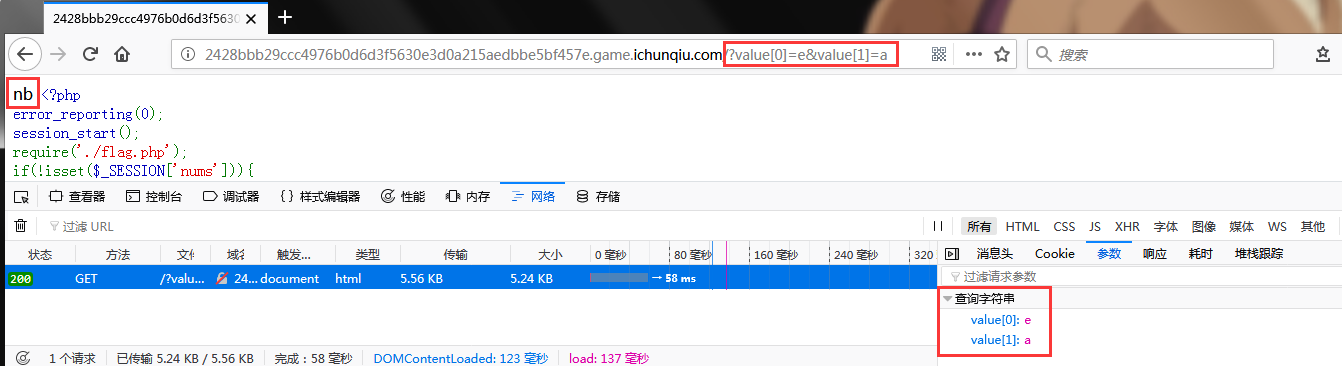 2428bbb29ccc4976b0d6d3f5630
2428bbb29ccc4976b0d6d3f5630e3d0a215aedbbe5bf457e.game.ichunqiu.com/?value[0]=e&value[1]=a
搜索
nb <?php
error_reporting(0);
session_start();
require('./flag.php');
if(!isset($_SESSION['nums'])){
查看器 控制台 调试器 {} 样式编辑器 性能 内存 网络 存储
过滤 URL
所有 HTML CSS JS XHR 字体 图像 媒体 WS 其他
状态 方法 文件 域名 触发... 类型 传输 大小 0 毫秒 80 毫秒 160 毫秒 240 毫秒 320
消息头 Cookie 参数 响应 耗时 堆栈跟踪
200 GET /?valu... 24... document html 5.56 KB 5.24 KB → 58 ms
过滤请求参数
查询字符串
value[0]: e
value[1]: a
1 个请求 已传输 5.24 KB / 5.56 KB 完成：58 毫秒 DOMContentLoaded: 123 毫秒 load: 137 毫秒